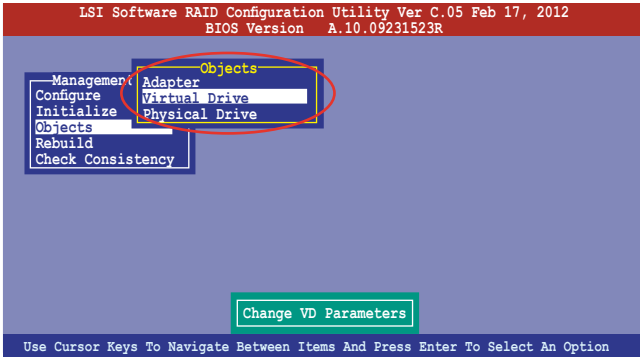 LSI Software RAID Configuration Utility Ver C.05 Feb 17, 2012
BIOS Version A.10.09231523R
Management
Configure
Initialize
Objects
Rebuild
Check Consistency
Objects
Adapter
Virtual Drive
Physical Drive
Change VD Parameters
Use Cursor Keys To Navigate Between Items And Press Enter To Select An Option